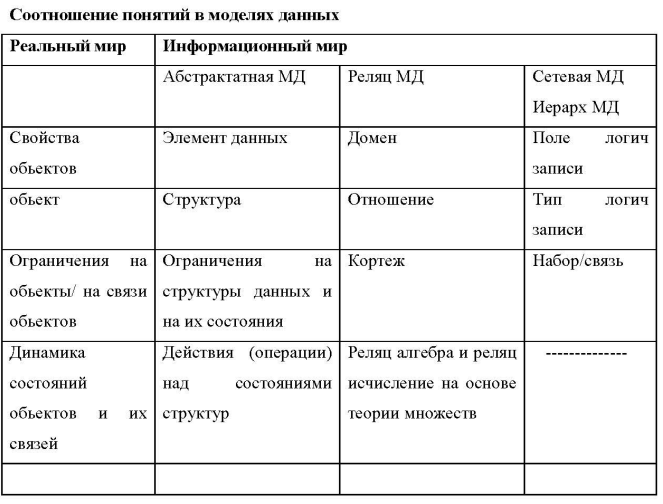 Соотношение понятий в моделях данных
Реальный мир
Информационный мир
Абстрактатная МД
Реляц МД
Сетевая МД
Иерарх МД
Свойства
обьектов
Элемент данных
Домен
Поле логич
записи
обьект
Структура
Отношение
Тип логич
записи
Ограничения на
обьекты/ на связи
обьектов
Ограничения на
структуры данных и
на их состояния
Кортеж
Набор/связь
Динамика
состояний
обьектов и их
связей
Действия (операции)
над состояниями
структур
Реляц алгебра и реляц
исчисление на основе
теории множеств
--------------